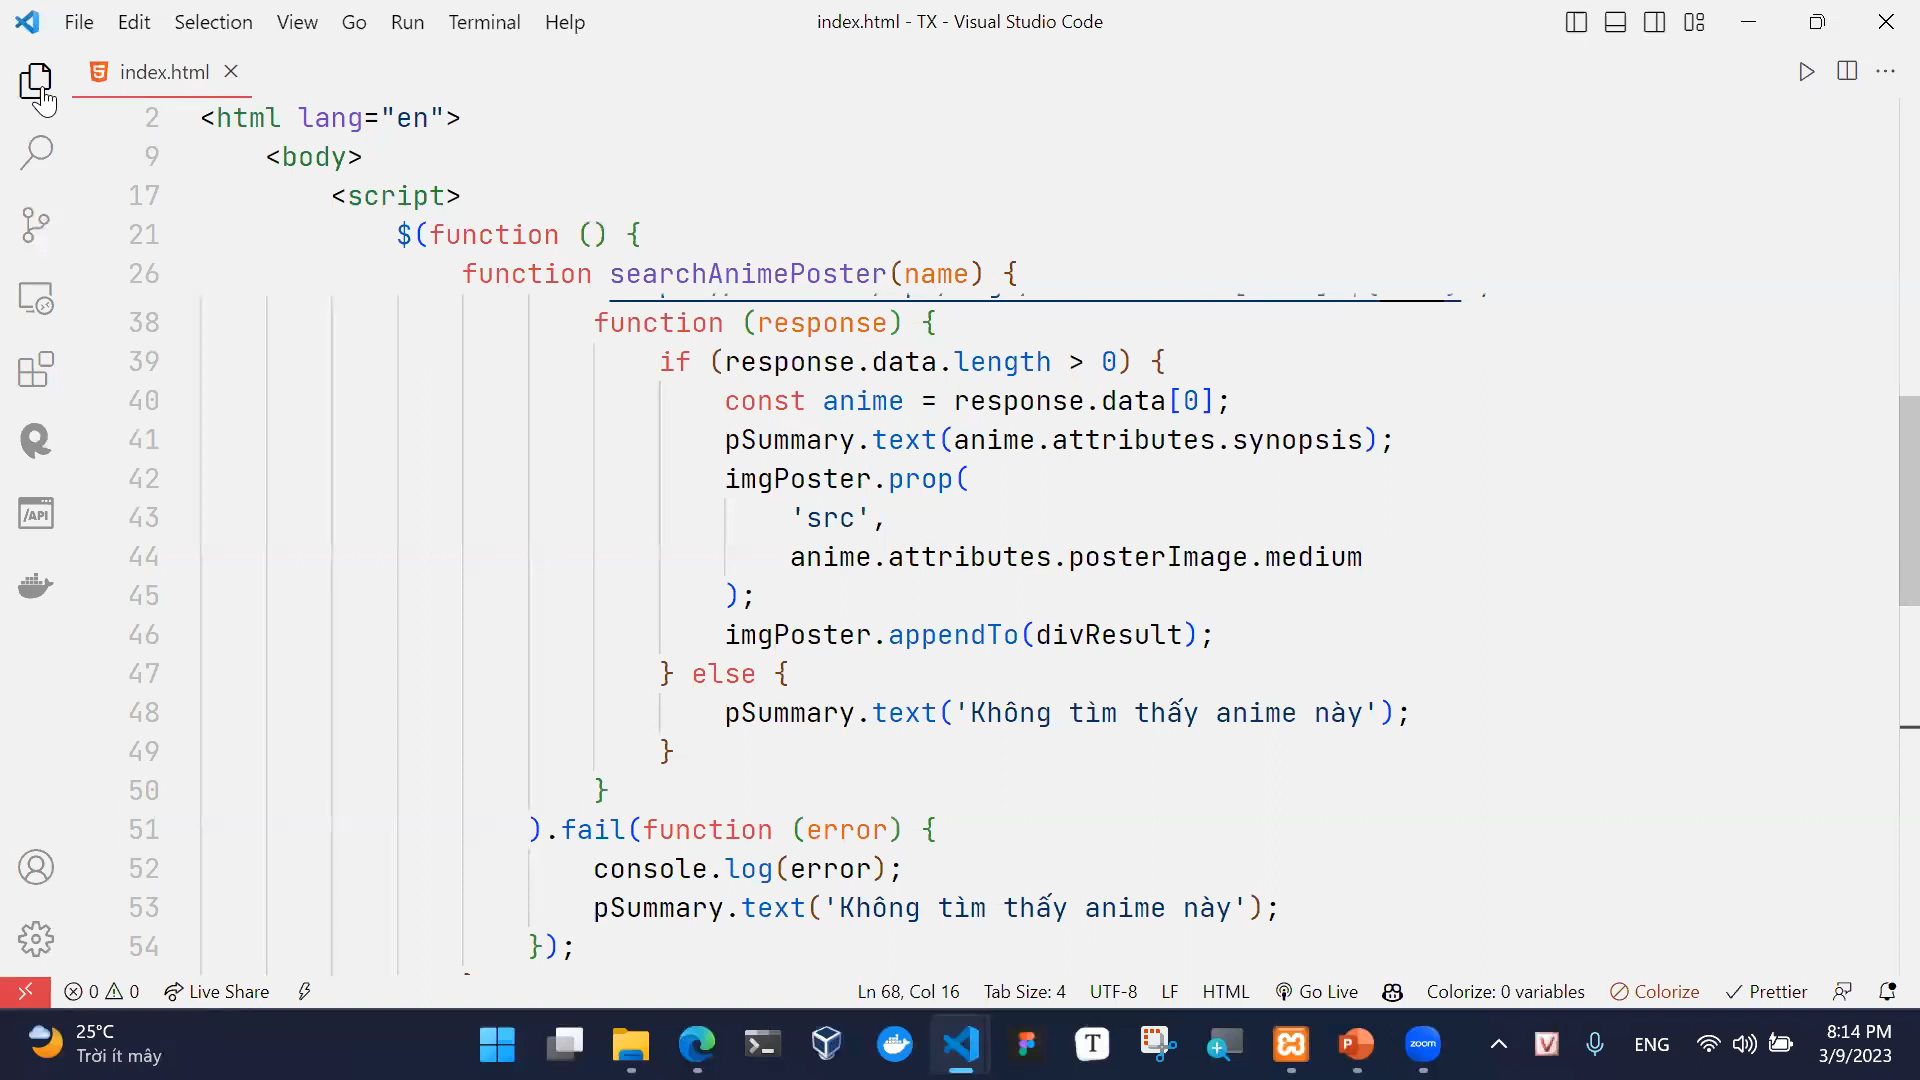 File Edit Selection View Go Run Terminal Help
index.html - TX - Visual Studio Code
index.html
2 <html lang="en">
9 <body>
17 <script>
21 $(function () {
26 function searchAnimePoster(name) {
38 function (response) {
39 if (response.data.length > 0) {
40 const anime = response.data[0];
41 pSummary.text(anime.attributes.synopsis);
42 imgPoster.prop(
43 'src',
44 anime.attributes.posterImage.medium
45 );
46 imgPoster.appendTo(divResult);
47 } else {
48 pSummary.text('Không tìm thấy anime này');
49 }
50 }
51 ).fail(function (error) {
52 console.log(error);
53 pSummary.text('Không tìm thấy anime này');
54 });
/API
0 0 Live Share Ln 68, Col 16 Tab Size: 4 UTF-8 LF HTML Go Live Colorize: 0 variables Colorize Prettier
25°C
Trời ít mây
T
zoom
V
ENG
8:14 PM
3/9/2023